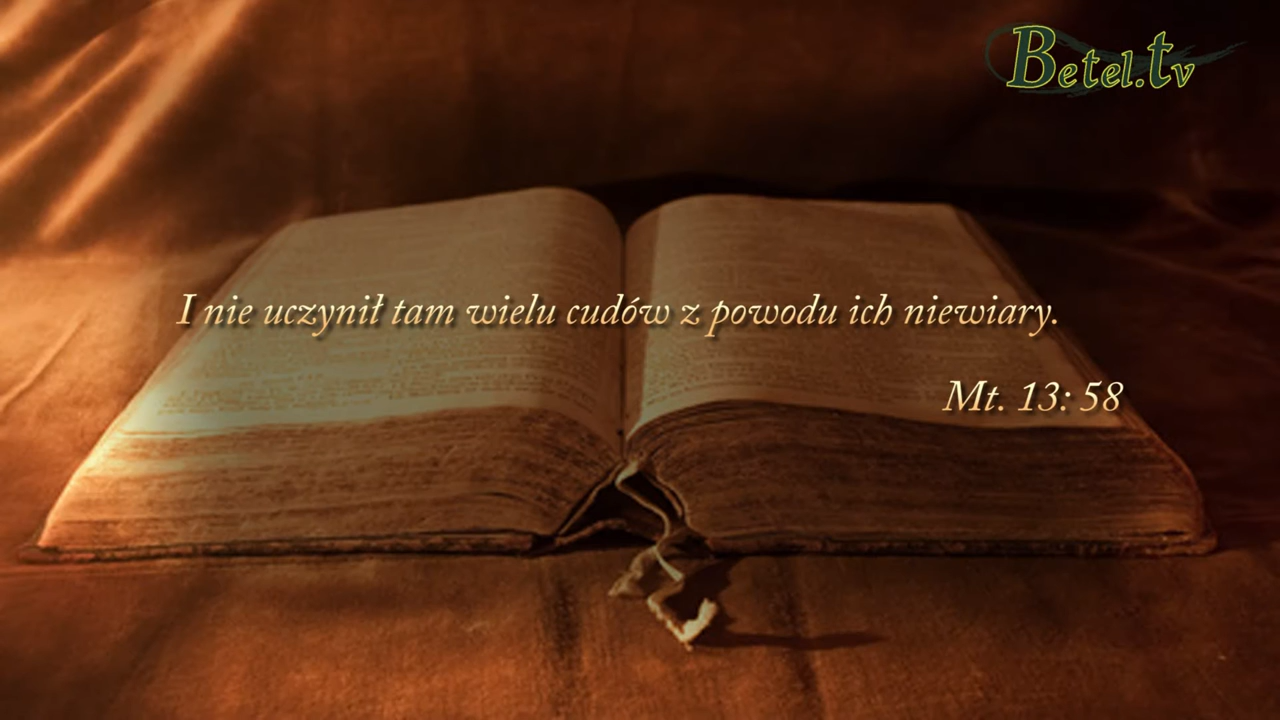 Betel.tv
I nie uczynił tam wielu cudów z powodu ich niewiary.
Mt. 13: 58